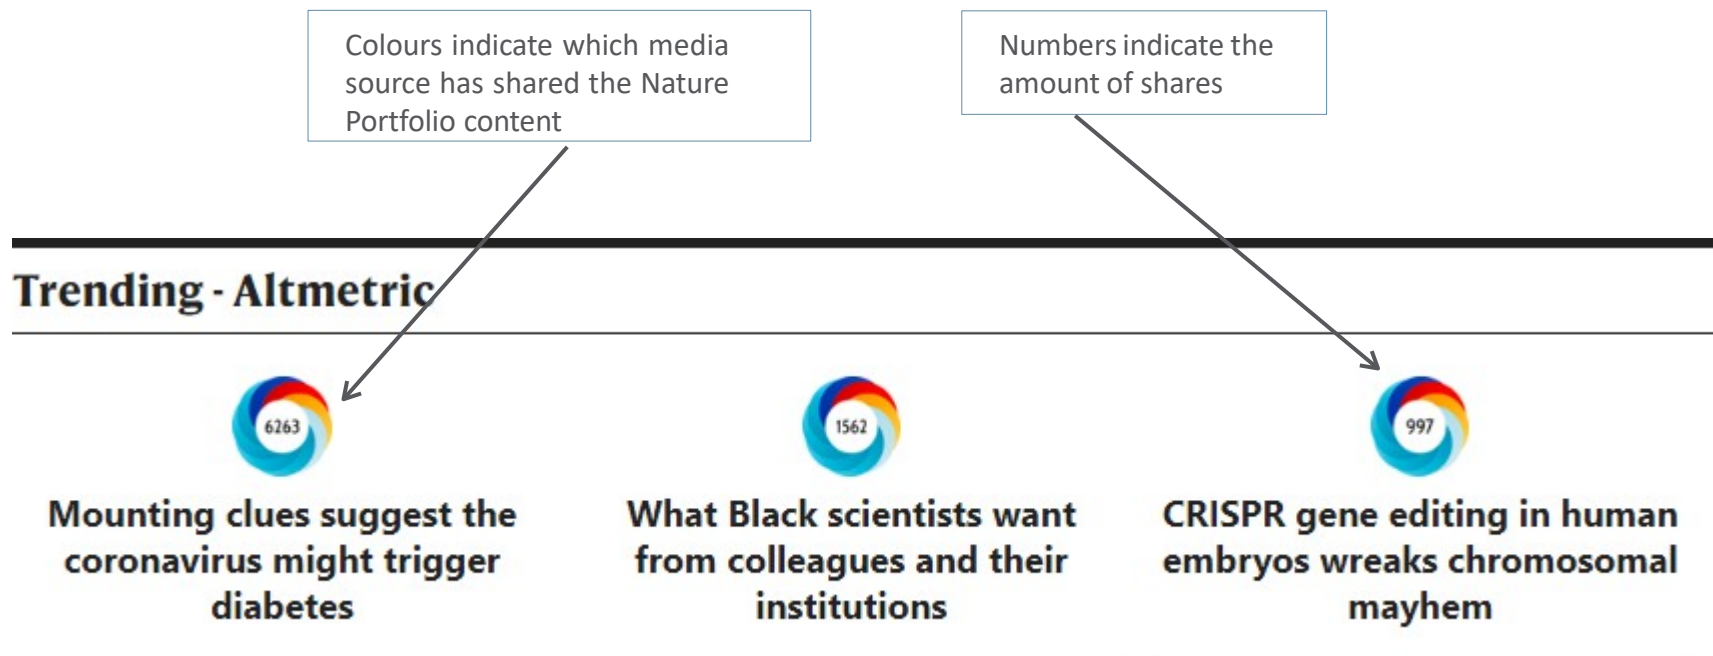 Colours indicate which media
source has shared the Nature
Portfolio content
Numbers indicate the
amount of shares
Trending - Altmetric
6263
1562
997
Mounting clues suggest the
coronavirus might trigger
diabetes
What Black scientists want
from colleagues and their
institutions
CRISPR gene editing in human
embryos wreaks chromosomal
mayhem